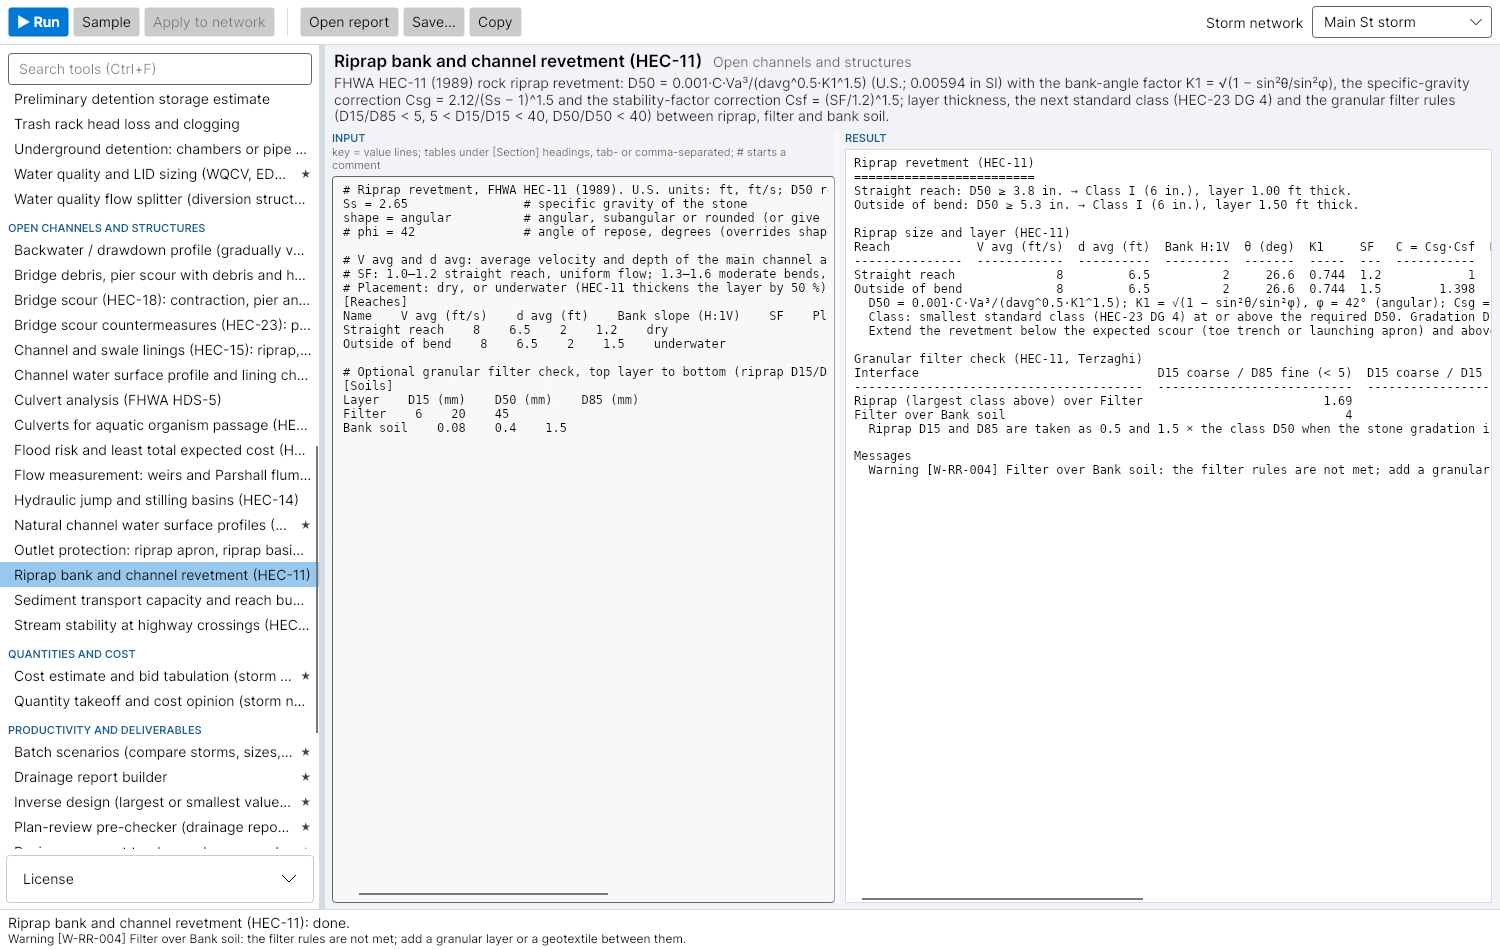 Run
Sample
Apply to network
Open report
Save...
Copy
Storm network
Main St storm
Search tools (Ctrl+F)
Preliminary detention storage estimate
Trash rack head loss and clogging
Underground detention: chambers or pipe ...
Water quality and LID sizing (WQCV, ED... ★
Water quality flow splitter (diversion struct...
OPEN CHANNELS AND STRUCTURES
Backwater / drawdown profile (gradually v...
Bridge debris, pier scour with debris and h...
Bridge scour (HEC-18): contraction, pier an...
Bridge scour countermeasures (HEC-23): p...
Channel and swale linings (HEC-15): riprap,...
Channel water surface profile and lining ch...
Culvert analysis (FHWA HDS-5)
Culverts for aquatic organism passage (HE...
Flood risk and least total expected cost (H...
Flow measurement: weirs and Parshall flum...
Hydraulic jump and stilling basins (HEC-14)
Natural channel water surface profiles (... ★
Outlet protection: riprap apron, riprap basi...
Riprap bank and channel revetment (HEC-11)
Sediment transport capacity and reach bu...
Stream stability at highway crossings (HEC...
QUANTITIES AND COST
Cost estimate and bid tabulation (storm ... ★
Quantity takeoff and cost opinion (storm n...
PRODUCTIVITY AND DELIVERABLES
Batch scenarios (compare storms, sizes,... ★
Drainage report builder
Inverse design (largest or smallest value... ★
Plan-review pre-checker (drainage repo... ★
License
Riprap bank and channel revetment (HEC-11) Open channels and structures
FHWA HEC-11 (1989) rock riprap revetment: D50 = 0.001·C·Va³/(davg^0.5·K1^1.5) (U.S.; 0.00594 in SI) with the bank-angle factor K1 = √(1 − sin²θ/sin²φ), the specific-gravity
correction Csg = 2.12/(Ss − 1)^1.5 and the stability-factor correction Csf = (SF/1.2)^1.5; layer thickness, the next standard class (HEC-23 DG 4) and the granular filter rules
(D15/D85 < 5, 5 < D15/D15 < 40, D50/D50 < 40) between riprap, filter and bank soil.
INPUT
key = value lines; tables under [Section] headings, tab- or comma-separated; # starts a
comment
# Riprap revetment, FHWA HEC-11 (1989). U.S. units: ft, ft/s; D50 r
Ss = 2.65 # specific gravity of the stone
shape = angular # angular, subangular or rounded (or give
# phi = 42 # angle of repose, degrees (overrides shap
# V avg and d avg: average velocity and depth of the main channel a
# SF: 1.0–1.2 straight reach, uniform flow; 1.3–1.6 moderate bends,
# Placement: dry, or underwater (HEC-11 thickens the layer by 50 %)
[Reaches]
Name V avg (ft/s) d avg (ft) Bank slope (H:1V) SF Pl
Straight reach 8 6.5 2 1.2 dry
Outside of bend 8 6.5 2 1.5 underwater
# Optional granular filter check, top layer to bottom (riprap D15/D
[Soils]
Layer D15 (mm) D50 (mm) D85 (mm)
Filter 6 20 45
Bank soil 0.08 0.4 1.5
RESULT
Riprap revetment (HEC-11)
=========================
Straight reach: D50 ≥ 3.8 in. → Class I (6 in.), layer 1.00 ft thick.
Outside of bend: D50 ≥ 5.3 in. → Class I (6 in.), layer 1.50 ft thick.
Riprap size and layer (HEC-11)
Reach V avg (ft/s) d avg (ft) Bank H:1V θ (deg) K1 SF C = Csg·Csf
--------------- ------------ ---------- --------- ------- ----- --- -----------
Straight reach 8 6.5 2 26.6 0.744 1.2 1
Outside of bend 8 6.5 2 26.6 0.744 1.5 1.398
D50 = 0.001·C·Va³/(davg^0.5·K1^1.5); K1 = √(1 − sin²θ/sin²φ), φ = 42° (angular); Csg =
Class: smallest standard class (HEC-23 DG 4) at or above the required D50. Gradation D
Extend the revetment below the expected scour (toe trench or launching apron) and abov
Granular filter check (HEC-11, Terzaghi)
Interface D15 coarse / D85 fine (< 5) D15 coarse / D15
---------------------------------------- --------------------------- -----------------
Riprap (largest class above) over Filter 1.69
Filter over Bank soil 4
Riprap D15 and D85 are taken as 0.5 and 1.5 × the class D50 when the stone gradation i
Messages
Warning [W-RR-004] Filter over Bank soil: the filter rules are not met; add a granular
Riprap bank and channel revetment (HEC-11): done.
Warning [W-RR-004] Filter over Bank soil: the filter rules are not met; add a granular layer or a geotextile between them.